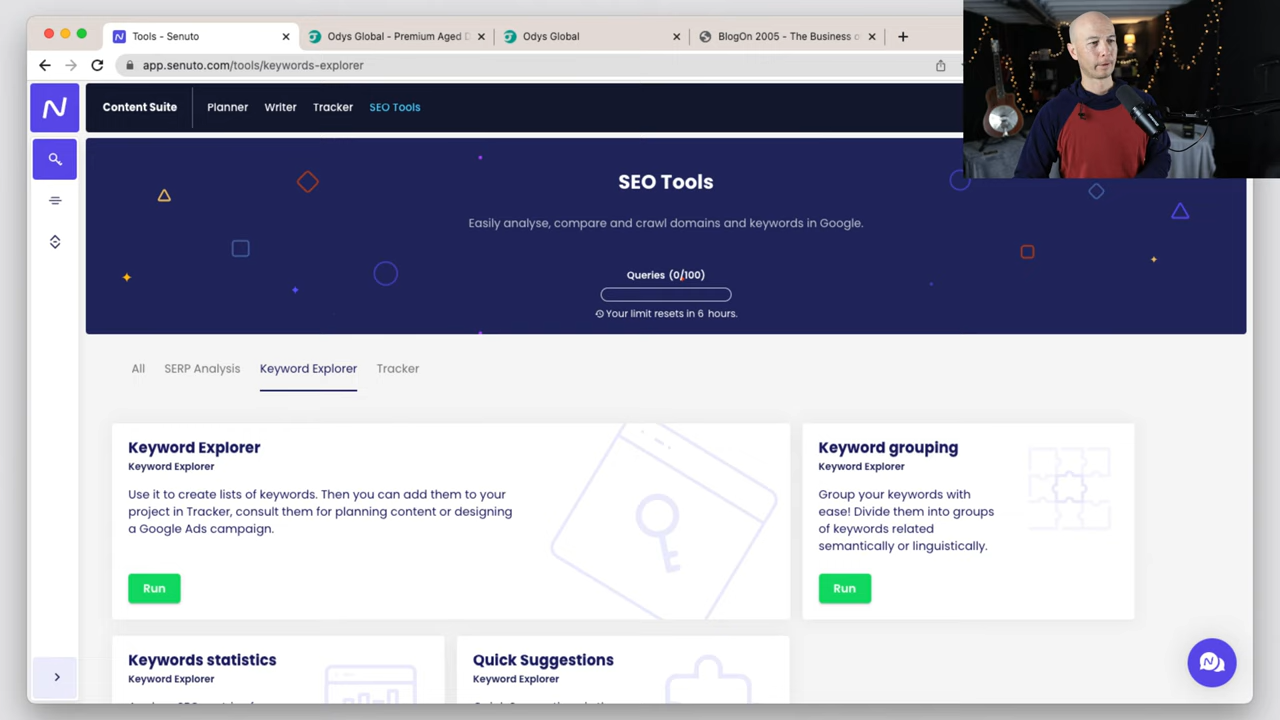 Tools - Senuto
Odys Global - Premium Aged D
Odys Global
BlogOn 2005 - The Business o
app.senuto.com/tools/keywords-explorer
Content Suite
Planner
Writer
Tracker
SEO Tools
SEO Tools
Easily analyse, compare and crawl domains and keywords in Google.
Queries (0/100)
Your limit resets in 6 hours.
All
SERP Analysis
Keyword Explorer
Tracker
Keyword Explorer
Keyword Explorer
Use it to create lists of keywords. Then you can add them to your
project in Tracker, consult them for planning content or designing
a Google Ads campaign.
Run
Keyword grouping
Keyword Explorer
Group your keywords with
ease! Divide them into groups
of keywords related
semantically or linguistically.
Run
Keywords statistics
Keyword Explorer
Quick Suggestions
Keyword Explorer